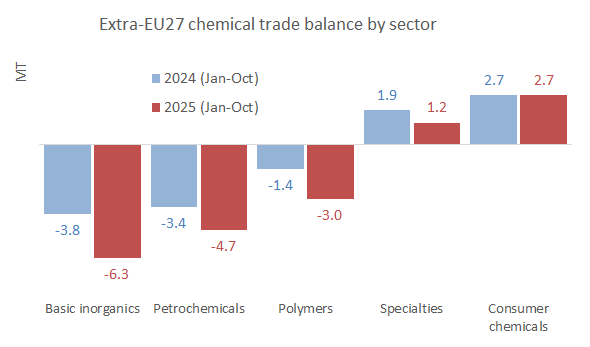 Extra-EU27 chemical trade balance by sector
MT
2024 (Jan-Oct)
2025 (Jan-Oct)
1.9
1.2
2.7
2.7
-3.8
-6.3
-3.4
-4.7
-1.4
-3.0
Basic inorganics
Petrochemicals
Polymers
Specialties
Consumer
chemicals